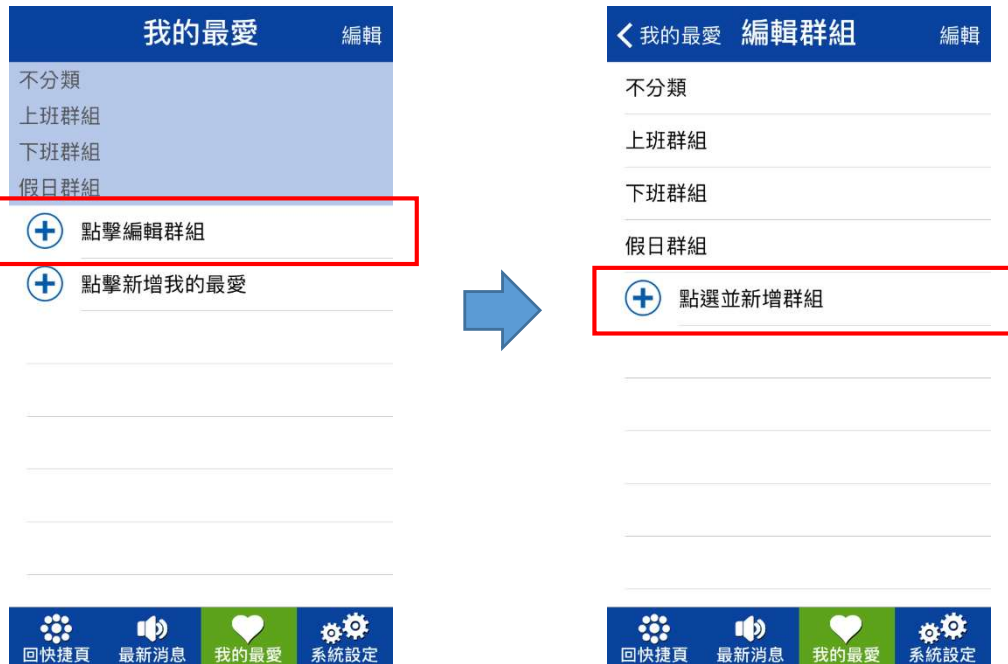 我的最愛 編輯
不分類
上班群組
下班群組
假日群組
點擊編輯群組
點擊新增我的最愛
回快捷頁 最新消息 我的最愛 系統設定
我的最愛 編輯群組 編輯
不分類
上班群組
下班群組
假日群組
點選並新增群組
回快捷頁 最新消息 我的最愛 系統設定